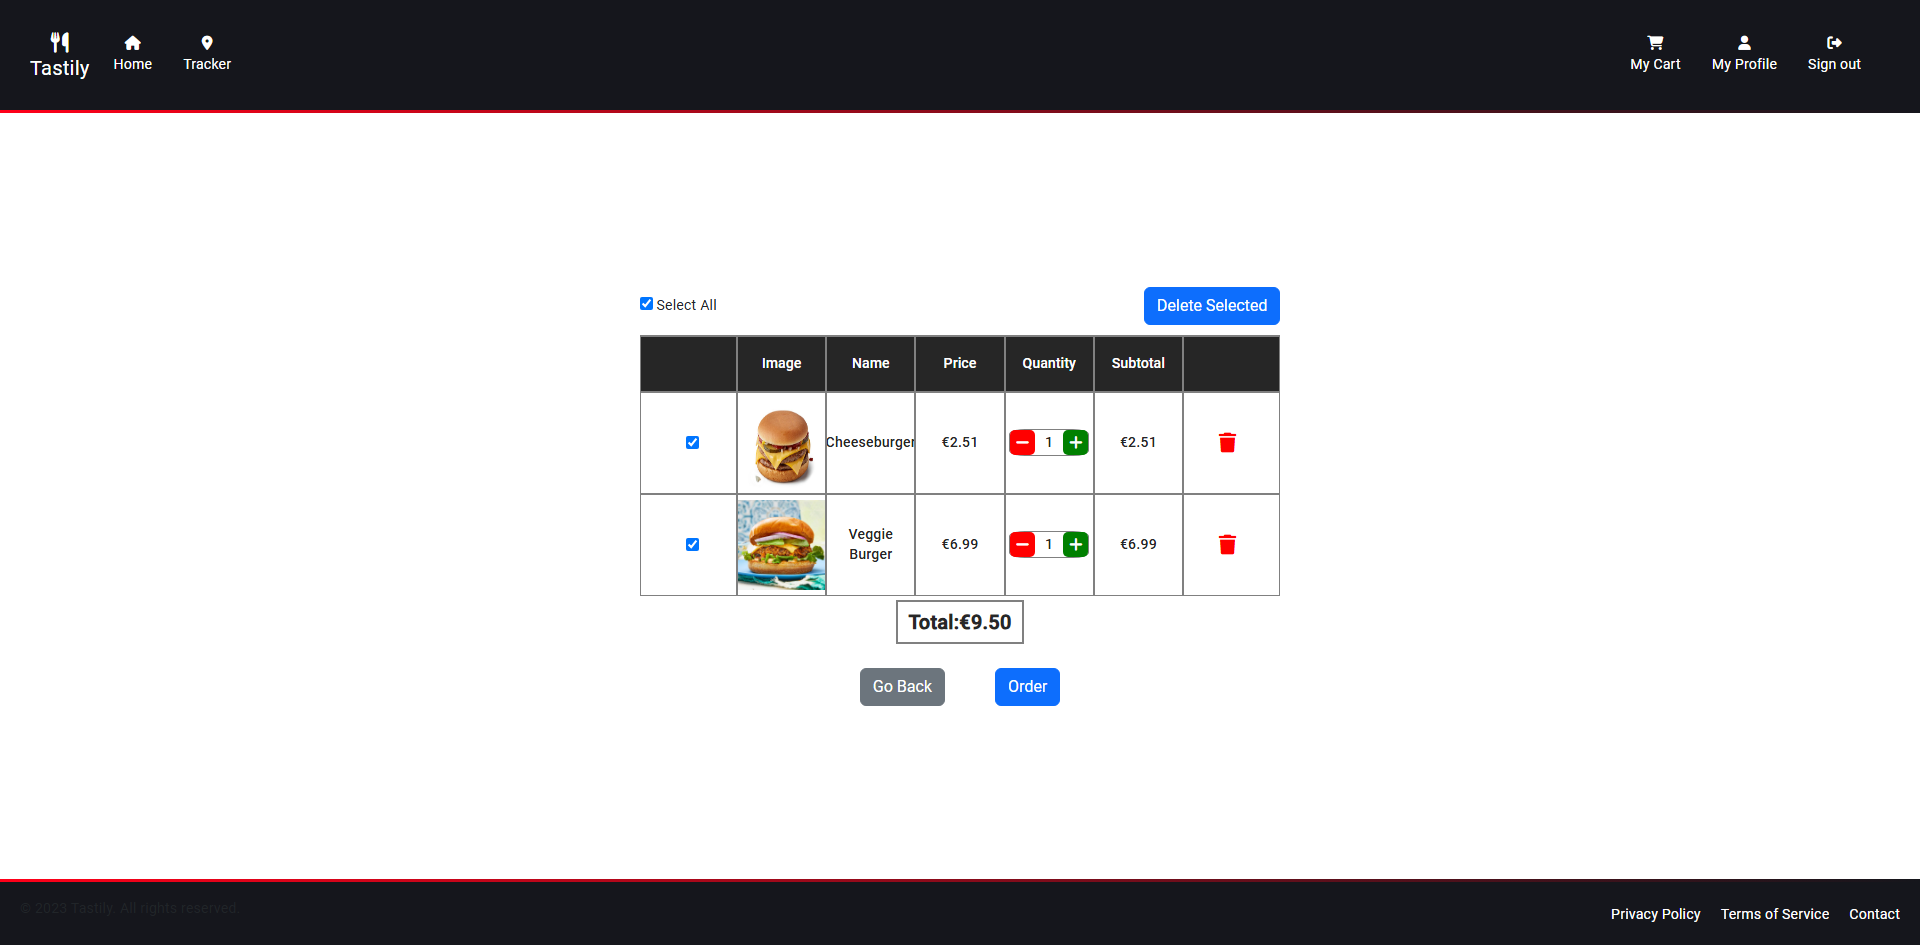 Tastily
Home
Tracker
My Cart
My Profile
Sign out
Select All
Delete Selected
Image Name Price Quantity Subtotal
Cheeseburger €2.51 1 €2.51
Veggie
Burger
€6.99 1 €6.99
Total:€9.50
Go Back
Order
© 2023 Tastily. All rights reserved.
Privacy Policy
Terms of Service
Contact